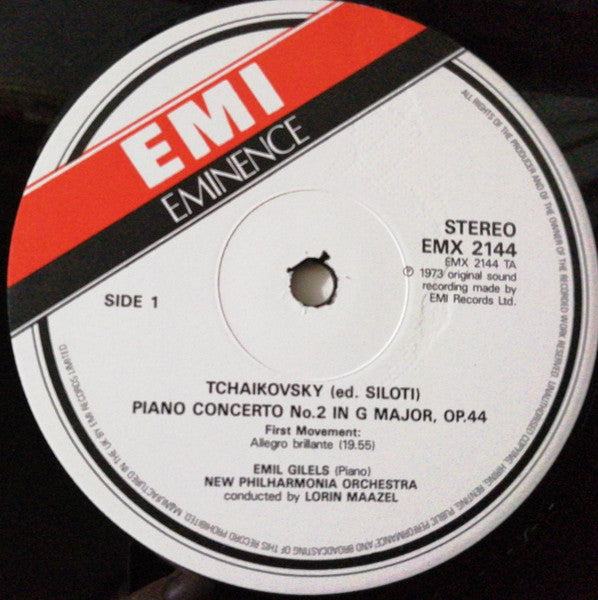 EMI
EMINENCE
STEREO
EMX 2144
EMX 2144 TA
℗ 1973 original sound
recording made by
EMI Records Ltd.
SIDE 1
TCHAIKOVSKY (ed. SILOTI)
PIANO CONCERTO No.2 IN G MAJOR, OP.44
First Movement:
Allegro brillante (19.55)
EMIL GILELS (Piano)
NEW PHILHARMONIA ORCHESTRA
conducted by LORIN MAAZEL
ALL RIGHTS OF THE PRODUCER AND OF THE OWNER OF THE RECORDED WORK RESERVED. UNAUTHORISED COPYING, HIRING, RENTING, PUBLIC PERFORMANCE AND BROADCASTING OF THIS RECORD PROHIBITED. MANUFACTURED IN THE UK BY EMI RECORDS LIMITED